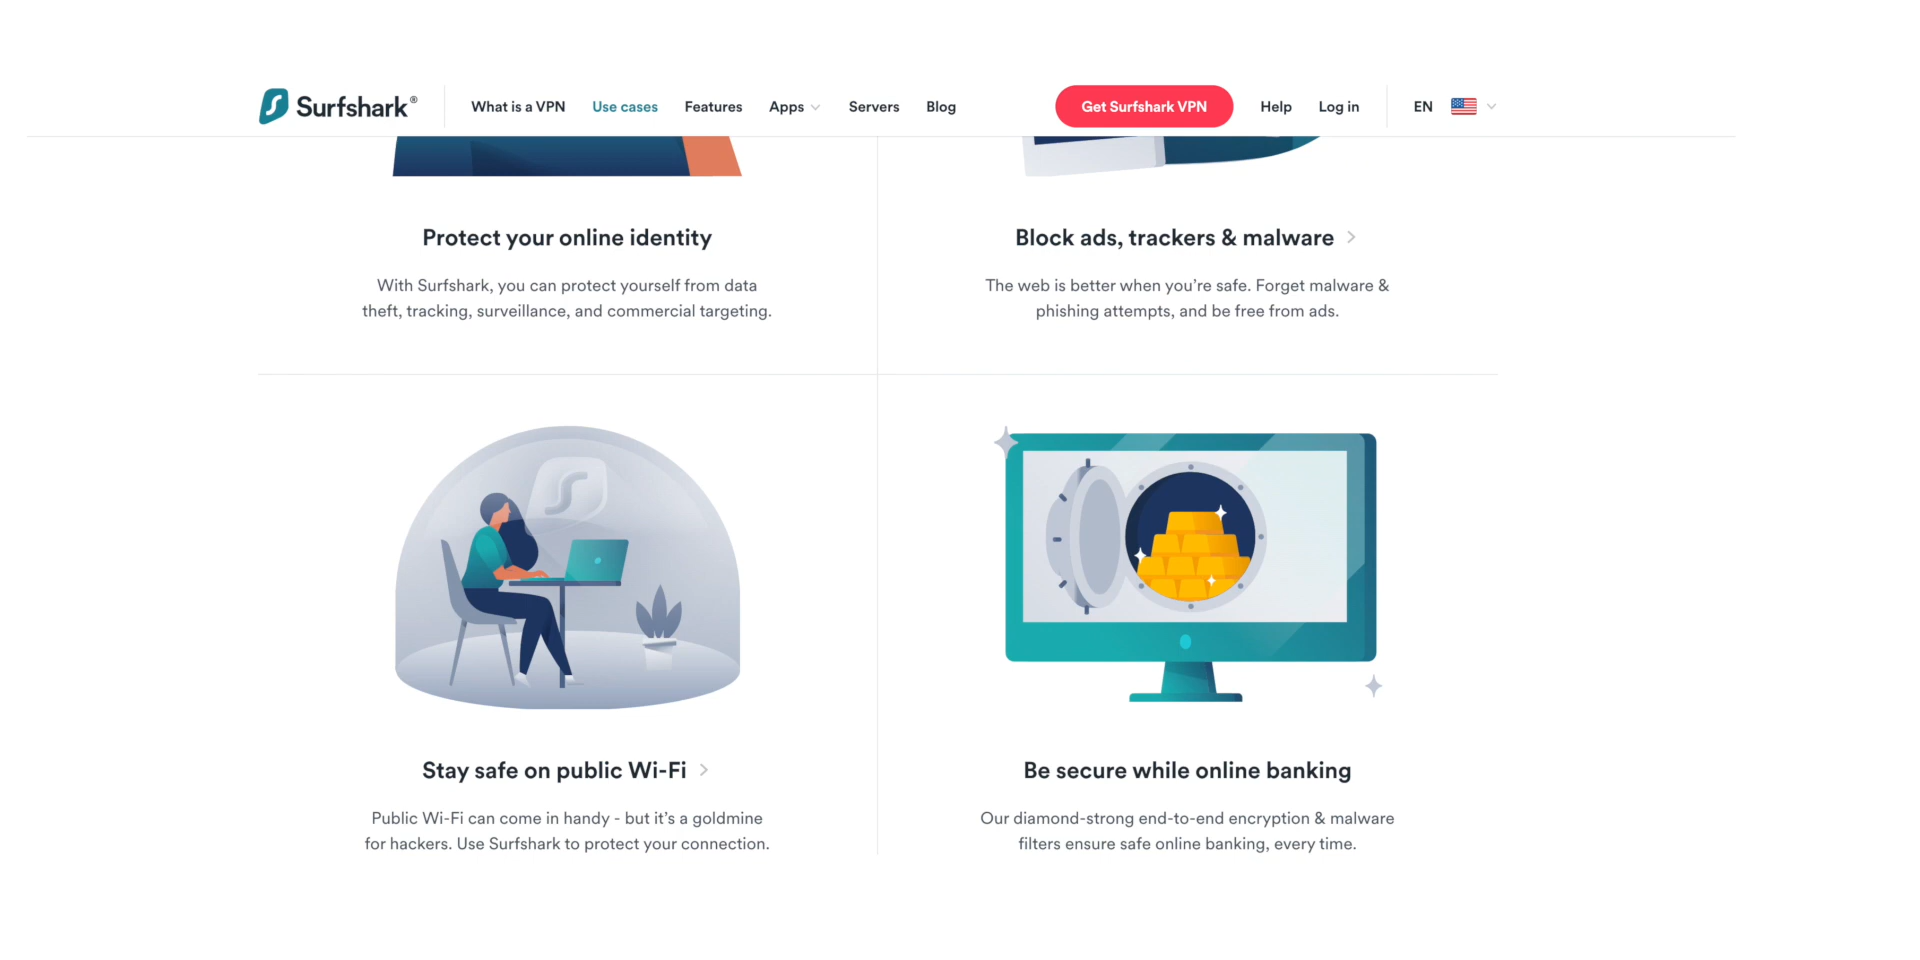 Surfshark®
What is a VPN
Use cases
Features
Apps
Servers
Blog
Get Surfshark VPN
Help
Log in
EN
Protect your online identity
With Surfshark, you can protect yourself from data
theft, tracking, surveillance, and commercial targeting.
Block ads, trackers & malware
The web is better when you’re safe. Forget malware &
phishing attempts, and be free from ads.
Stay safe on public Wi-Fi
Public Wi-Fi can come in handy - but it’s a goldmine
for hackers. Use Surfshark to protect your connection.
Be secure while online banking
Our diamond-strong end-to-end encryption & malware
filters ensure safe online banking, every time.